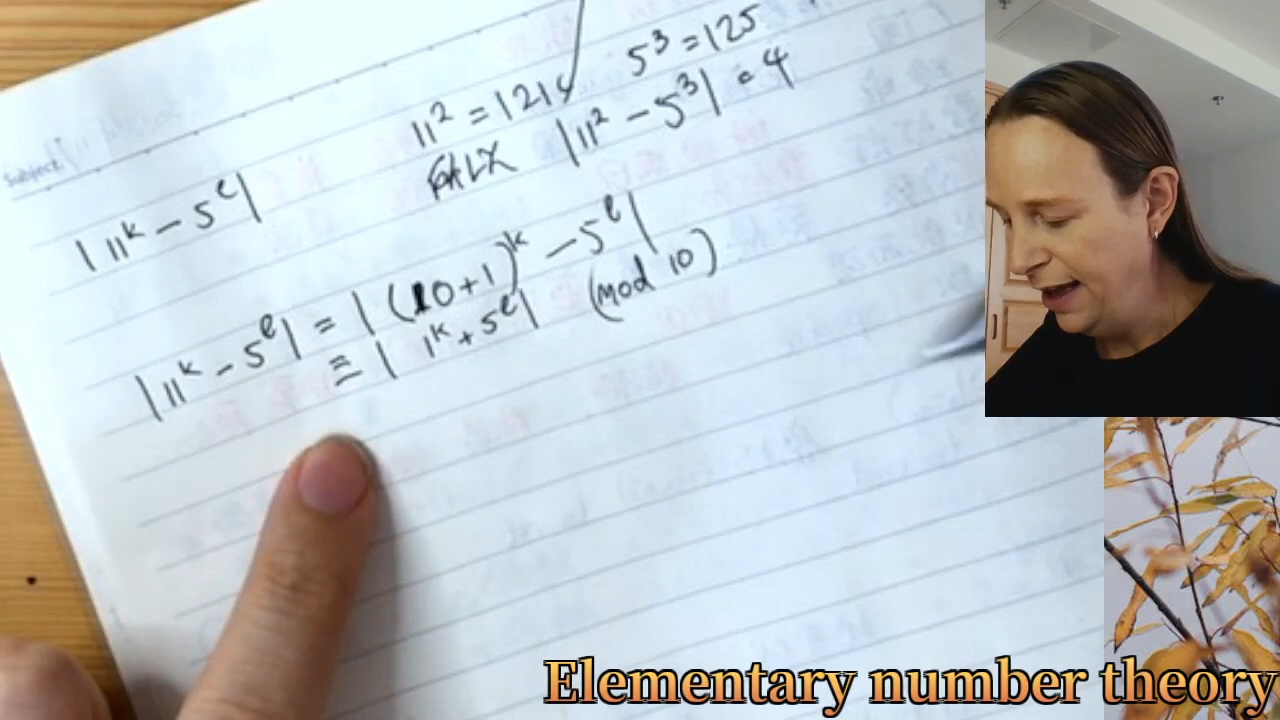 Subject:
11² = 121 5³ = 125
|11² - 5³| = 4
|11ᵏ - 5ˡ|
|11ᵏ - 5ˡ| = |(10+1)ᵏ - 5ˡ|
≡ | 1ᵏ + 5ˡ| (mod 10)
Elementary number theory